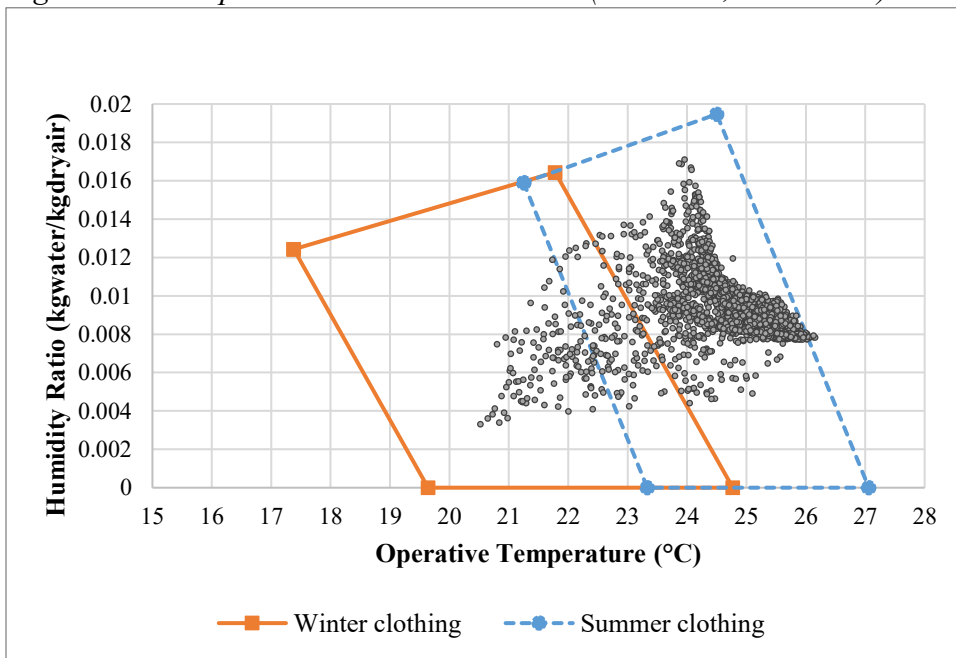 Humidity Ratio (kgwater/kgdryair)
0.02
0.018
0.016
0.014
0.012
0.01
0.008
0.006
0.004
0.002
0
15 16 17 18 19 20 21 22 23 24 25 26 27 28
Operative Temperature (°C)
Winter clothing Summer clothing